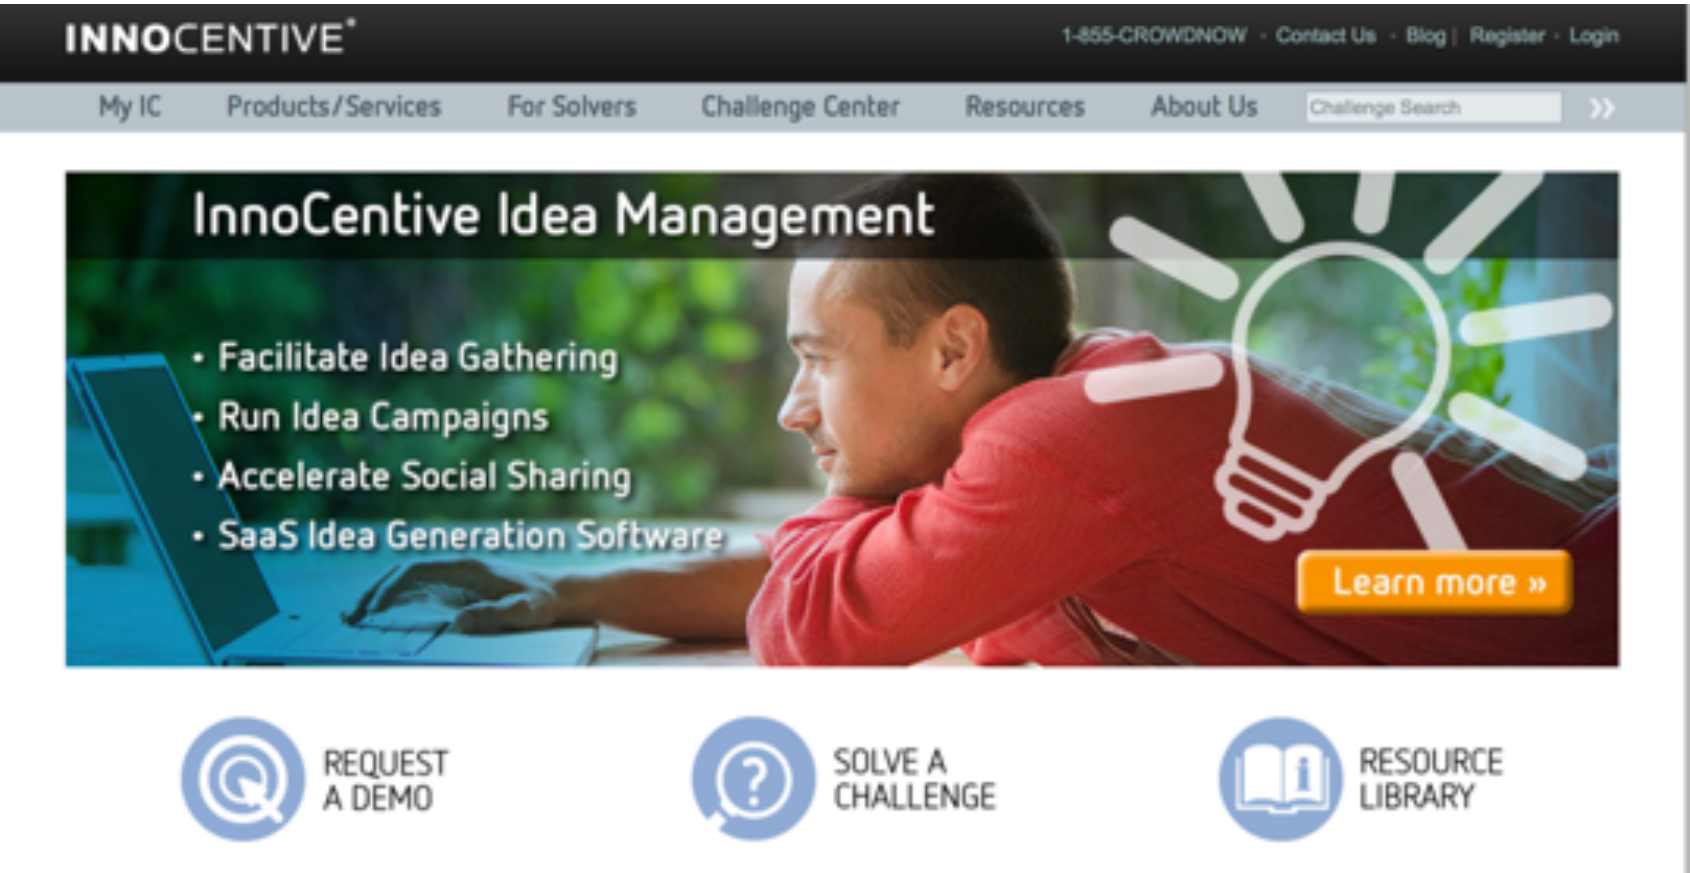 INNOCENTIVE®
1-855-CROWDNOW · Contact Us · Blog | Register · Login
My IC Products/Services For Solvers Challenge Center Resources About Us Challenge Search »
InnoCentive Idea Management
• Facilitate Idea Gathering
• Run Idea Campaigns
• Accelerate Social Sharing
• SaaS Idea Generation Software
Learn more »
REQUEST
A DEMO
SOLVE A
CHALLENGE
RESOURCE
LIBRARY